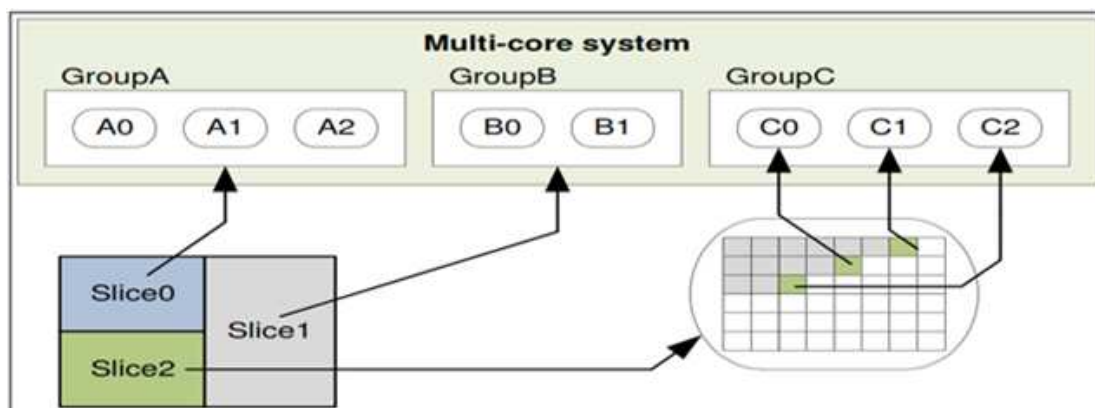 Multi-core system
GroupA
GroupB
GroupC
A0 A1 A2
B0 B1
C0 C1 C2
Slice0
Slice1
Slice2